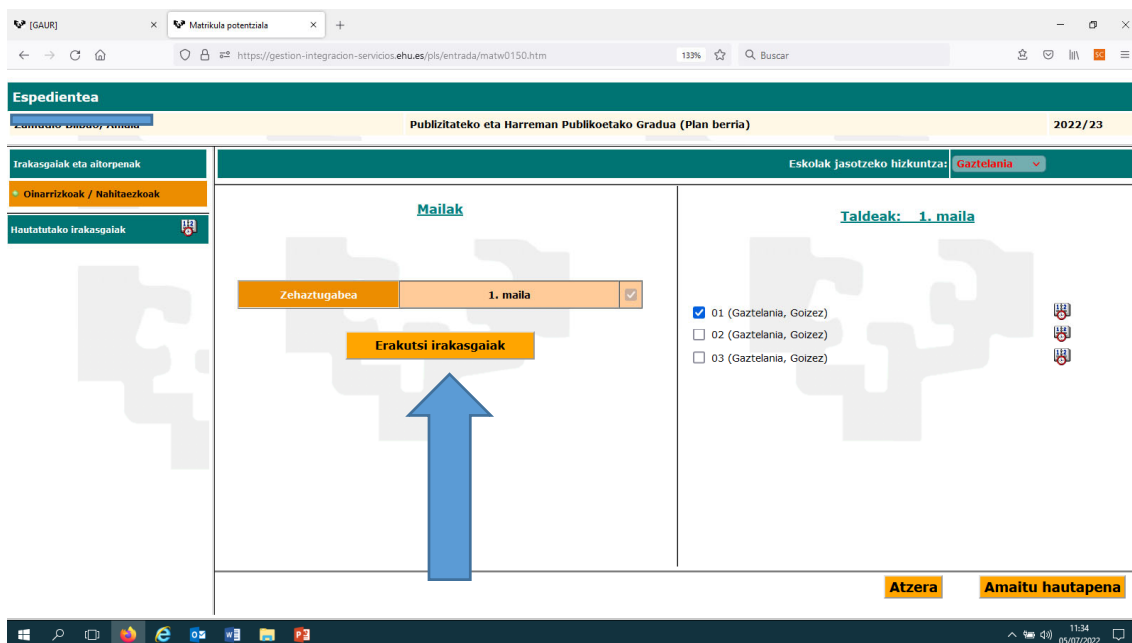 [GAUR]
Matrikula potentziala
https://gestion-integracion-servicios.ehu.es/pls/entrada/matw0150.htm
133%
Buscar
Espedientea
Publizitateko eta Harreman Publikoetako Gradua (Plan berria)
2022/23
Irakasgaiak eta aitorpenak
Eskolak jasotzeko hizkuntza: Gaztelania
Oinarrizkoak / Nahitaezkoak
Hautatutako irakasgaiak
Mailak
Taldeak: 1. maila
Zehaztugabea
1. maila
Erakutsi irakasgaiak
01 (Gaztelania, Goizez)
02 (Gaztelania, Goizez)
03 (Gaztelania, Goizez)
Atzera
Amaitu hautapena
11:34
05/07/2022